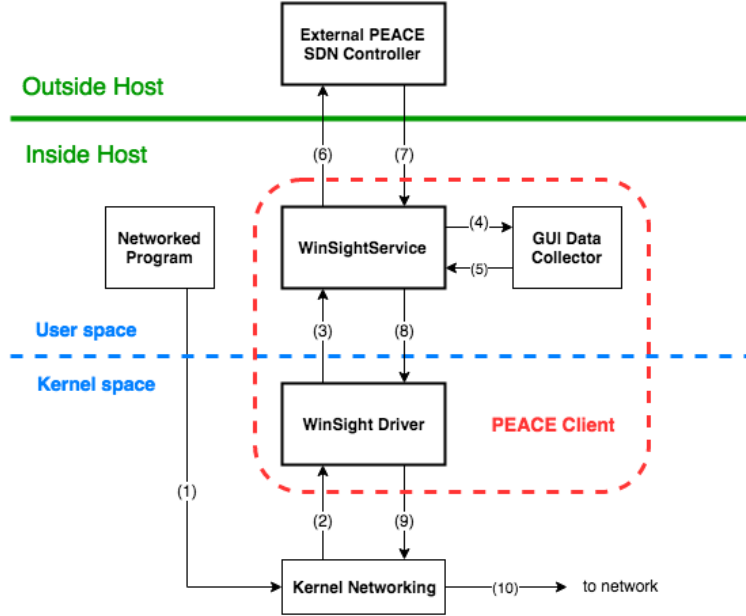 External PEACE
SDN Controller
Outside Host
Inside Host
(6)
(7)
Networked
Program
WinSightService
(4)
(5)
GUI Data
Collector
User space
(3)
(8)
Kernel space
WinSight Driver
PEACE Client
(1)
(2)
(9)
Kernel Networking
(10)
to network